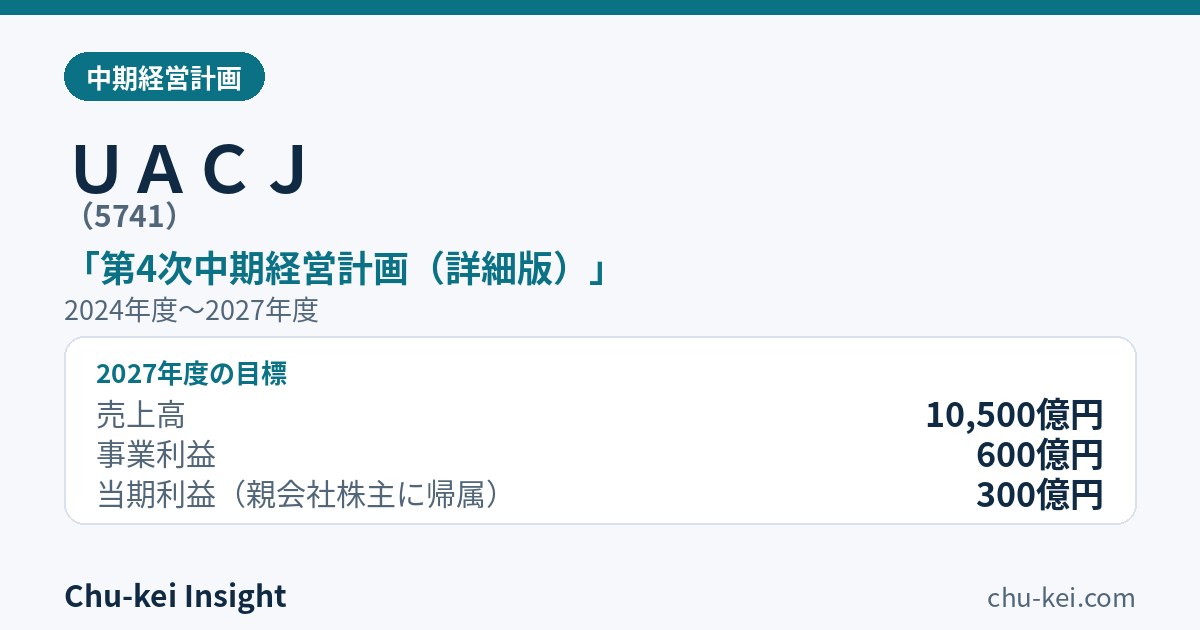 中期経営計画
ＵＡＣＪ
（5741）
「第4次中期経営計画（詳細版）」
2024年度〜2027年度
2027年度の目標
売上高 10,500億円
事業利益 600億円
当期利益（親会社株主に帰属） 300億円
Chu-kei Insight chu-kei.com